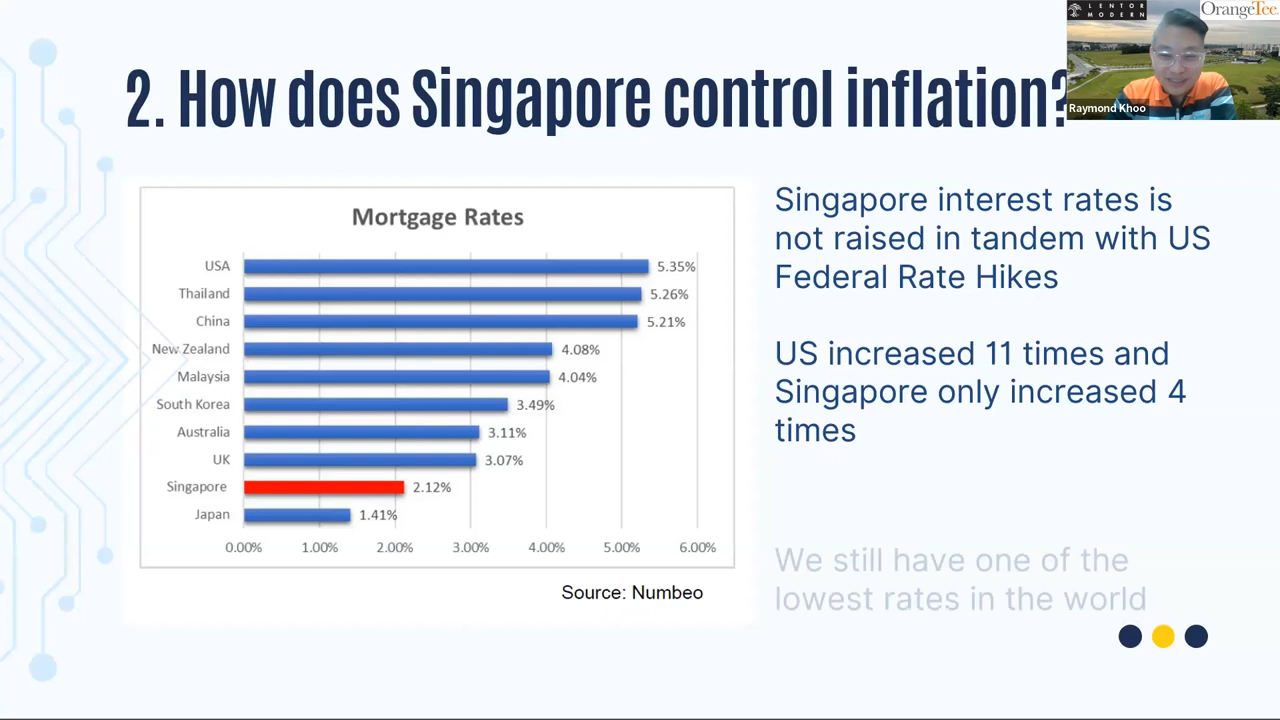 LENTOR
MODERN
OrangeTee
2. How does Singapore control inflation?
Raymond Khoo
Mortgage Rates
USA 5.35%
Thailand 5.26%
China 5.21%
New Zealand 4.08%
Malaysia 4.04%
South Korea 3.49%
Australia 3.11%
UK 3.07%
Singapore 2.12%
Japan 1.41%
0.00% 1.00% 2.00% 3.00% 4.00% 5.00% 6.00%
Source: Numbeo
Singapore interest rates is
not raised in tandem with US
Federal Rate Hikes
US increased 11 times and
Singapore only increased 4
times
We still have one of the
lowest rates in the world